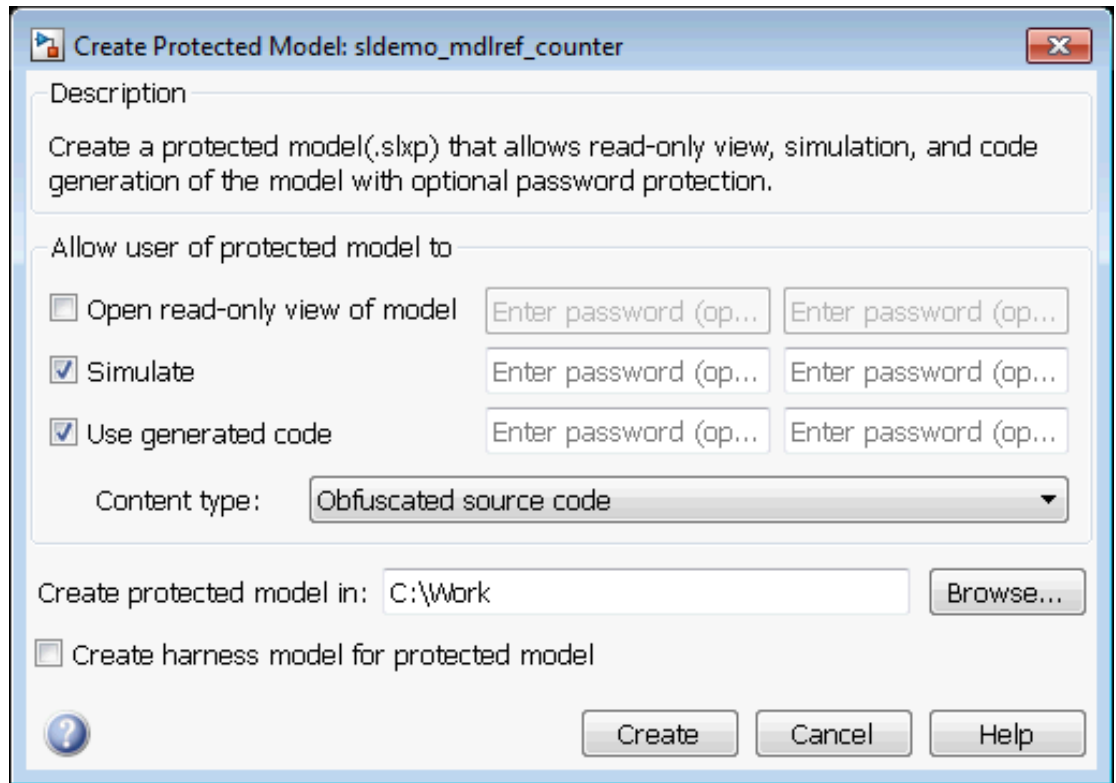 Create Protected Model: sldemo_mdlref_counter
Description
Create a protected model(.slxp) that allows read-only view, simulation, and code
generation of the model with optional password protection.
Allow user of protected model to
Open read-only view of model Enter password (op... Enter password (op...
Simulate Enter password (op... Enter password (op...
Use generated code Enter password (op... Enter password (op...
Content type: Obfuscated source code
Create protected model in: C:\Work Browse...
Create harness model for protected model
? Create Cancel Help